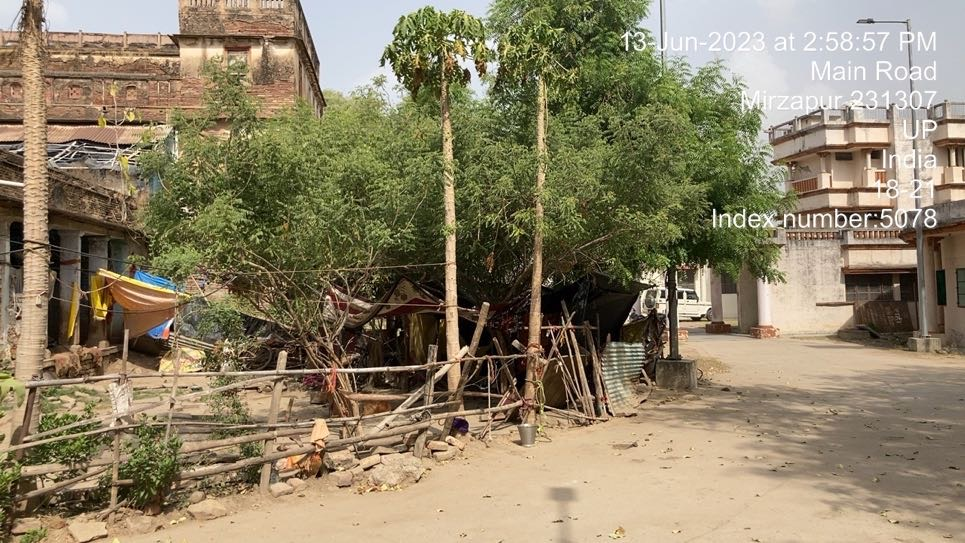 13-Jun-2023 at 2:58:57 PM
Main Road
Mirzapur 231307
UP
India
18-21
Index number:5078